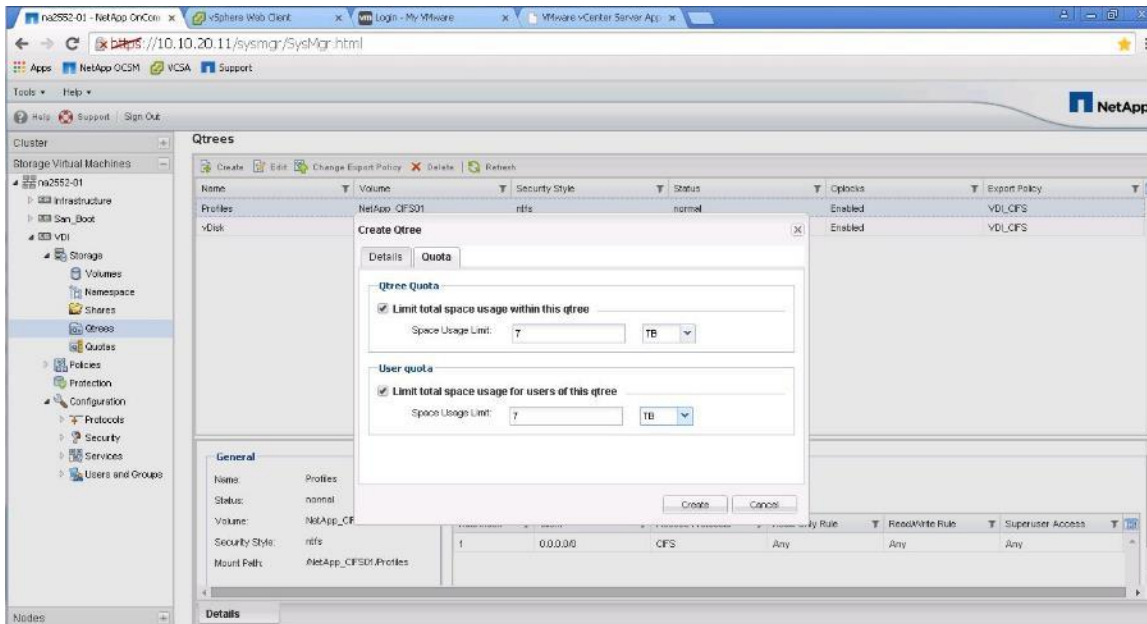 na2552-01 - NetApp OnCom
vSphere Web Client
Login - My VMware
VMware vCenter Server App
https://10.10.20.11/sysmgr/SysMgr.html
Apps NetApp OCSM VCSA Support
Tools Help
NetApp
Help Support Sign Out
Cluster
Storage Virtual Machines
na2552-01
Infrastructure
San_Boot
VDI
Storage
Volumes
Namespace
Shares
Qtrees
Quotas
Policies
Protection
Configuration
Protocols
Security
Services
Users and Groups
Nodes
Qtrees
Create Edit Change Export Policy Delete Refresh
Name Volume Security Style Status Oplocks Export Policy
Profiles NetApp_CIFS01 ntfs normal Enabled VDI_CIFS
vDisk Enabled VDI_CIFS
Create Qtree
Details Quota
Qtree Quota
Limit total space usage within this qtree
Space Usage Limit: 7 TB
User quota
Limit total space usage for users of this qtree
Space Usage Limit: 7 TB
Create Cancel
General
Name: Profiles
Status: normal
Volume: NetApp_CIF
Security Style: ntfs
Mount Path: /NetApp_CIFS01/Profiles
Rule ReadWrite Rule Superuser Access
1 0.0.0.0/0 CIFS Any Any Any
Details